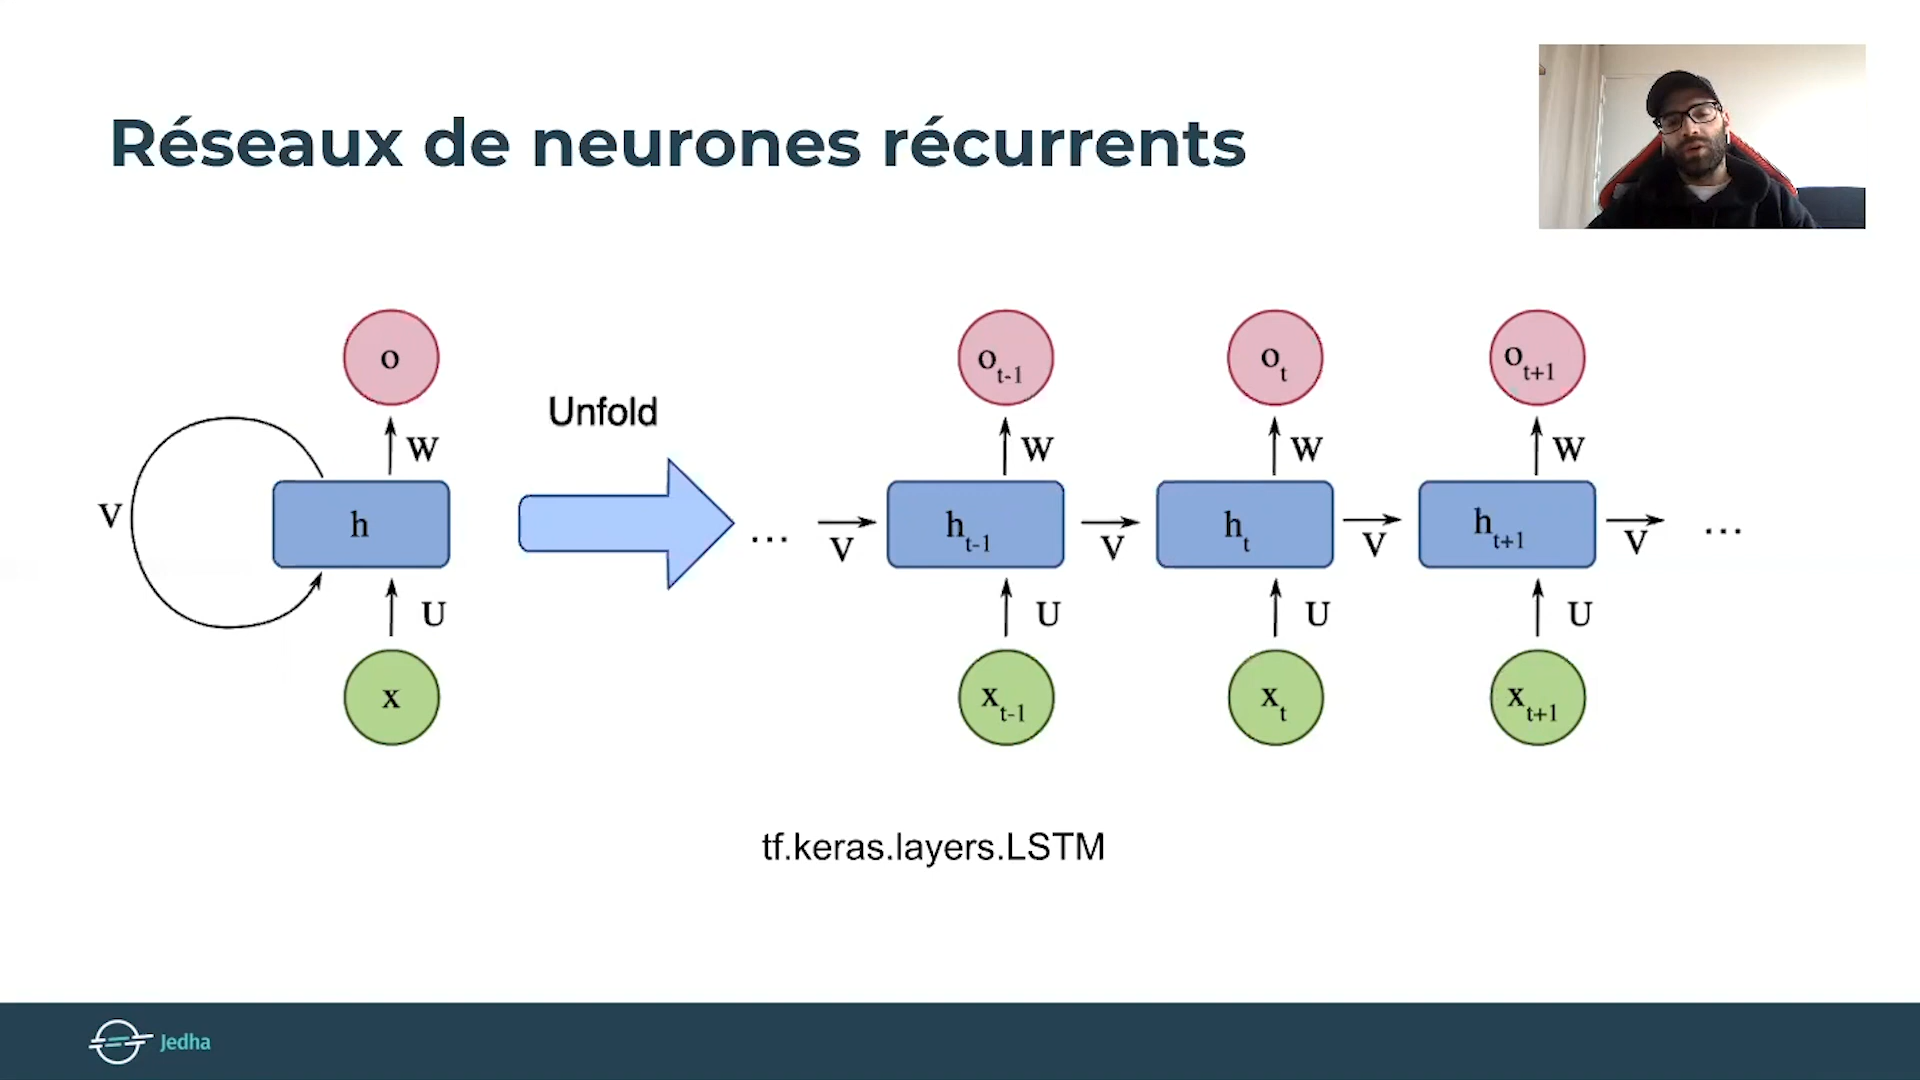 Réseaux de neurones récurrents
o
W
V
h
U
x
Unfold
o t-1 o t o t+1
W W W
... V h t-1 V h t V h t+1 V ...
U U U
x t-1 x t x t+1
tf.keras.layers.LSTM
Jedha